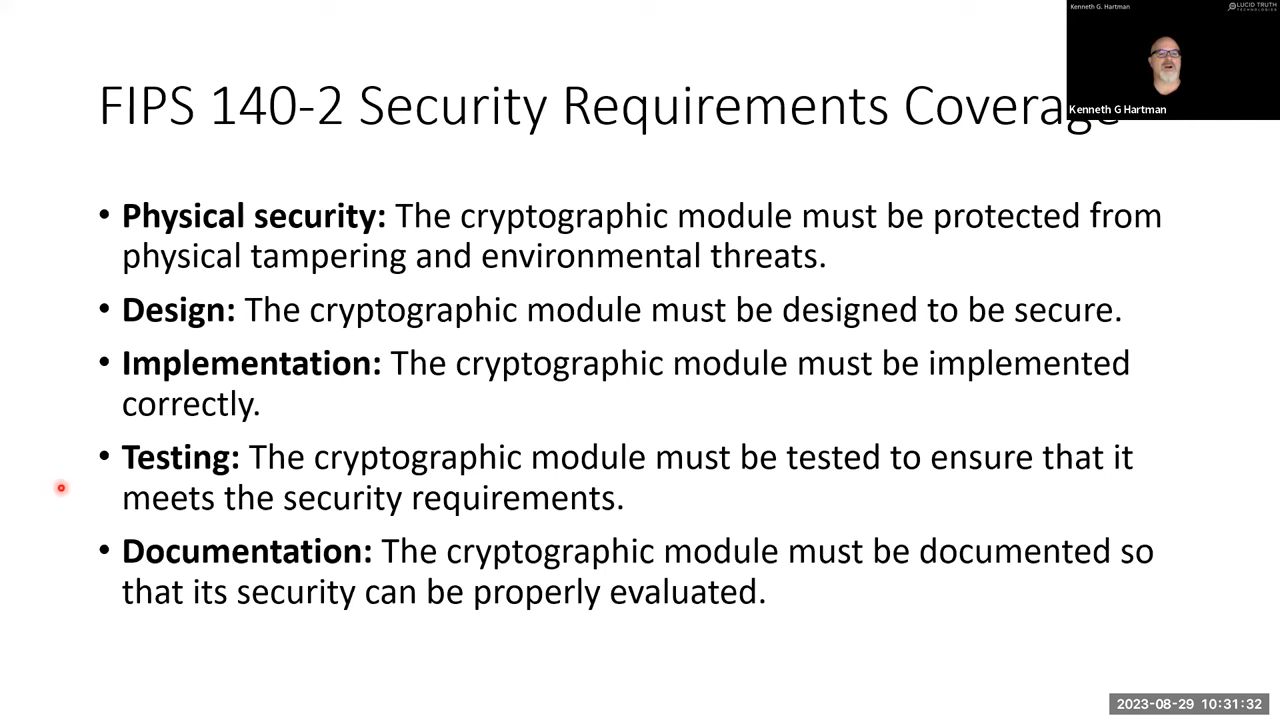 Kenneth G. Hartman
LUCID TRUTH
TECHNOLOGIES
Kenneth G Hartman
FIPS 140-2 Security Requirements Coverage
• Physical security: The cryptographic module must be protected from
physical tampering and environmental threats.
• Design: The cryptographic module must be designed to be secure.
• Implementation: The cryptographic module must be implemented
correctly.
• Testing: The cryptographic module must be tested to ensure that it
meets the security requirements.
• Documentation: The cryptographic module must be documented so
that its security can be properly evaluated.
2023-08-29 10:31:32